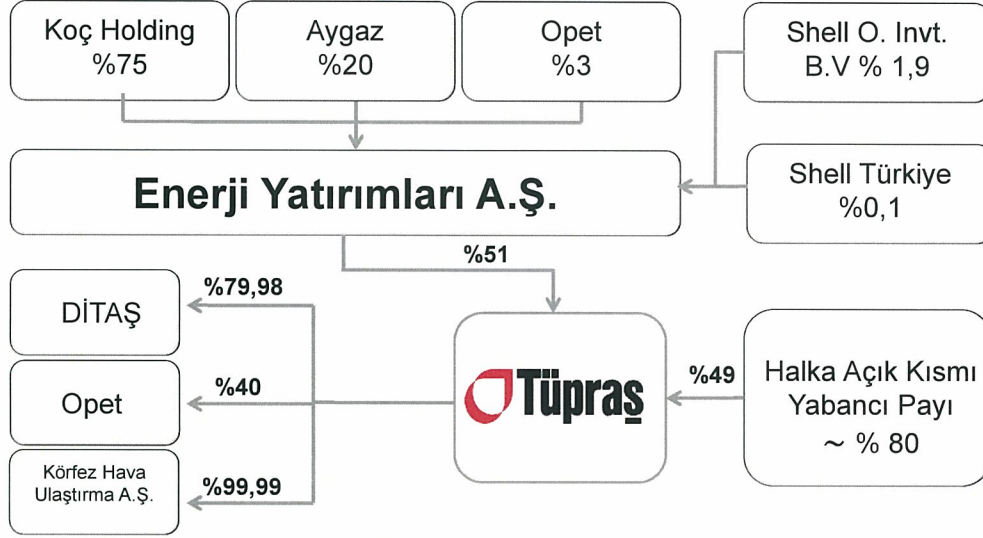 Koç Holding
%75
Aygaz
%20
Opet
%3
Shell O. Invt.
B.V % 1,9
Enerji Yatırımları A.Ş.
Shell Türkiye
%0,1
%51
%79,98
DİTAŞ
%40
Opet
%99,99
Körfez Hava
Ulaştırma A.Ş.
Tüpraş
%49
Halka Açık Kısmı
Yabancı Payı
~ % 80